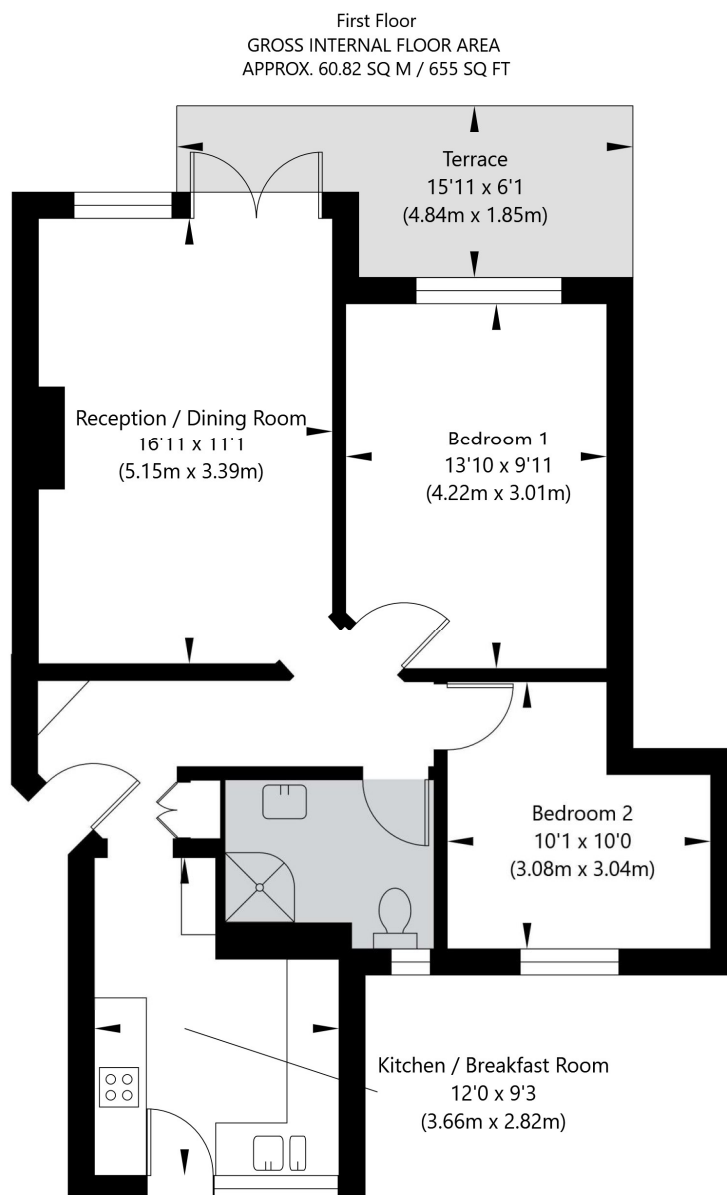 First Floor
GROSS INTERNAL FLOOR AREA
APPROX. 60.82 SQ M / 655 SQ FT
Terrace
15'11 x 6'1
(4.84m x 1.85m)
Reception / Dining Room
16'11 x 11'1
(5.15m x 3.39m)
Bedroom 1
13'10 x 9'11
(4.22m x 3.01m)
Bedroom 2
10'1 x 10'0
(3.08m x 3.04m)
Kitchen / Breakfast Room
12'0 x 9'3
(3.66m x 2.82m)